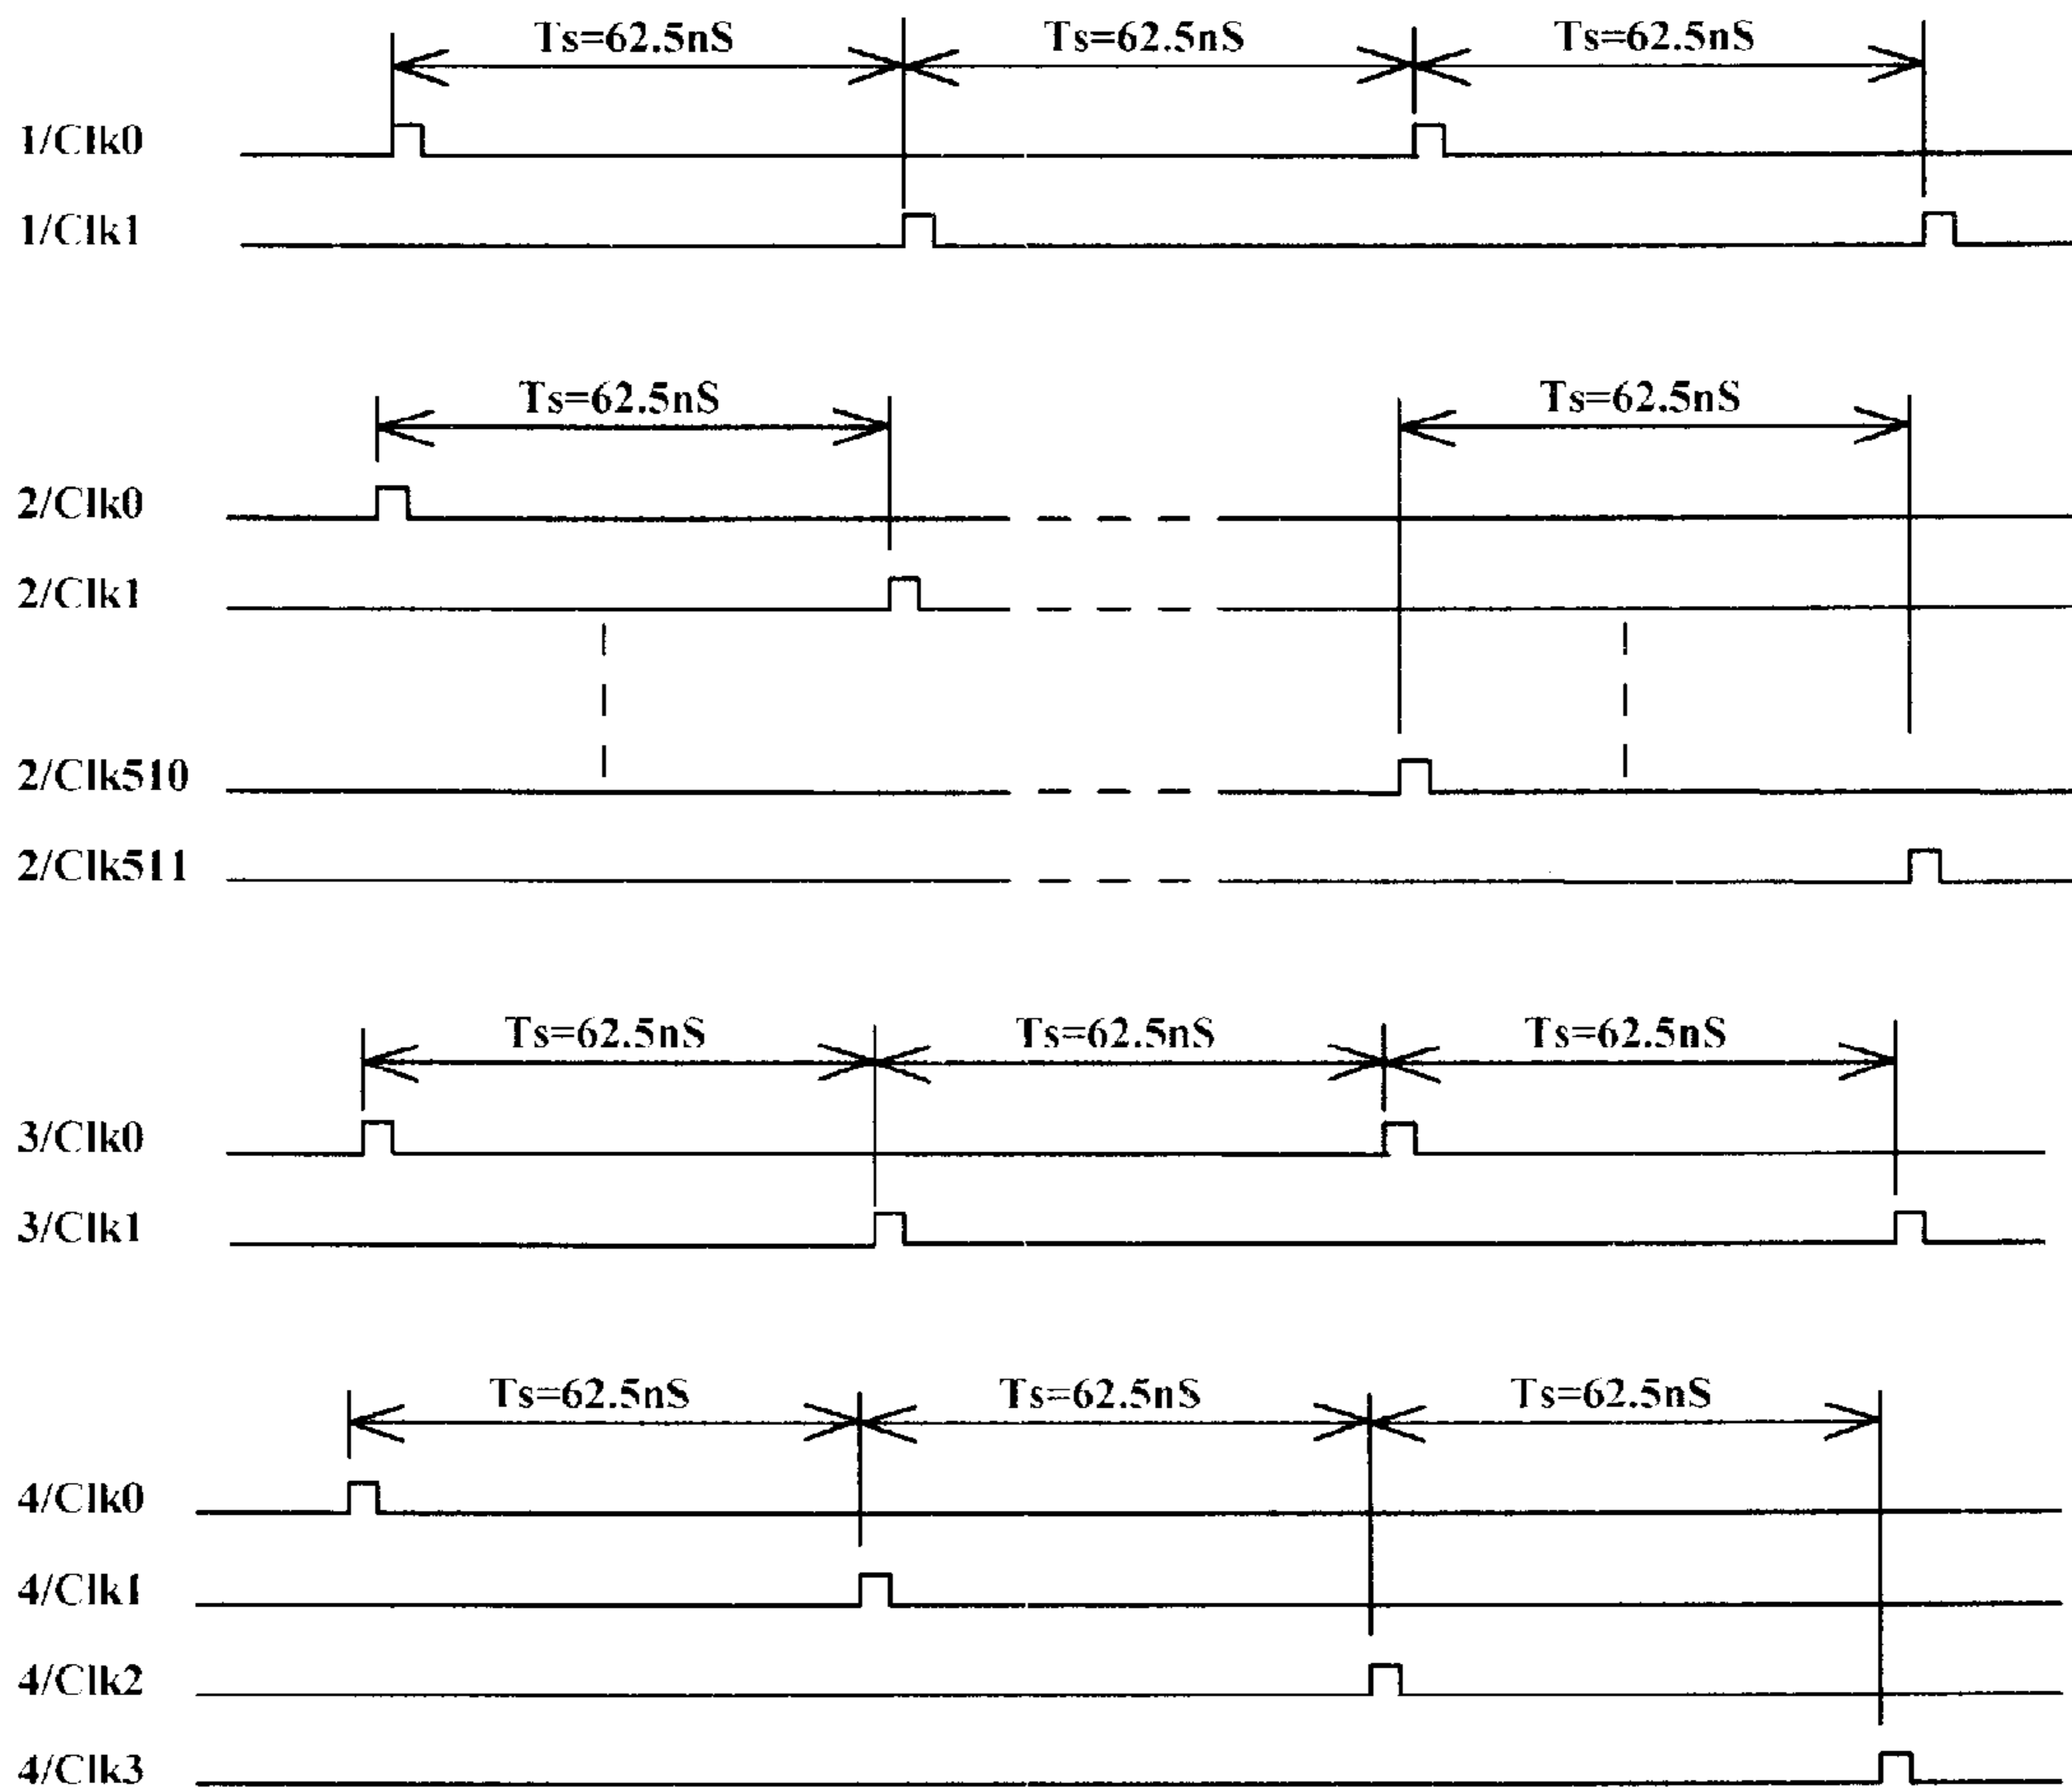 Ts=62.5nS Ts=62.5nS Ts=62.5nS
1/Clk0
1/Clk1
Ts=62.5nS Ts=62.5nS
2/Clk0
2/Clk1
2/Clk510
2/Clk511
Ts=62.5nS Ts=62.5nS Ts=62.5nS
3/Clk0
3/Clk1
Ts=62.5nS Ts=62.5nS Ts=62.5nS
4/Clk0
4/Clk1
4/Clk2
4/Clk3